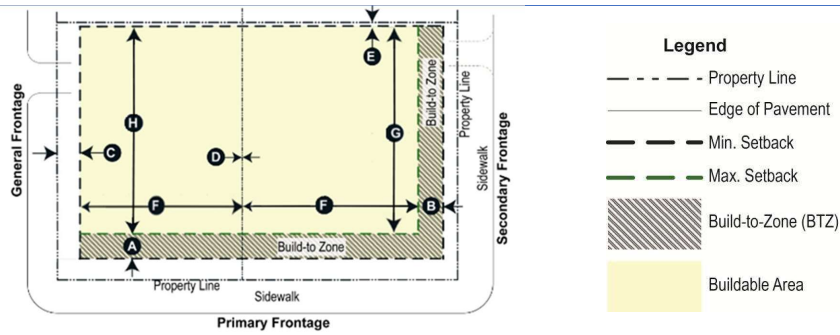 E
H
C
G
D
F
F
B
A
General Frontage
Build-to Zone
Property Line
Sidewalk
Secondary Frontage
Build-to Zone
Property Line
Sidewalk
Primary Frontage
Legend
Property Line
Edge of Pavement
Min. Setback
Max. Setback
Build-to-Zone (BTZ)
Buildable Area